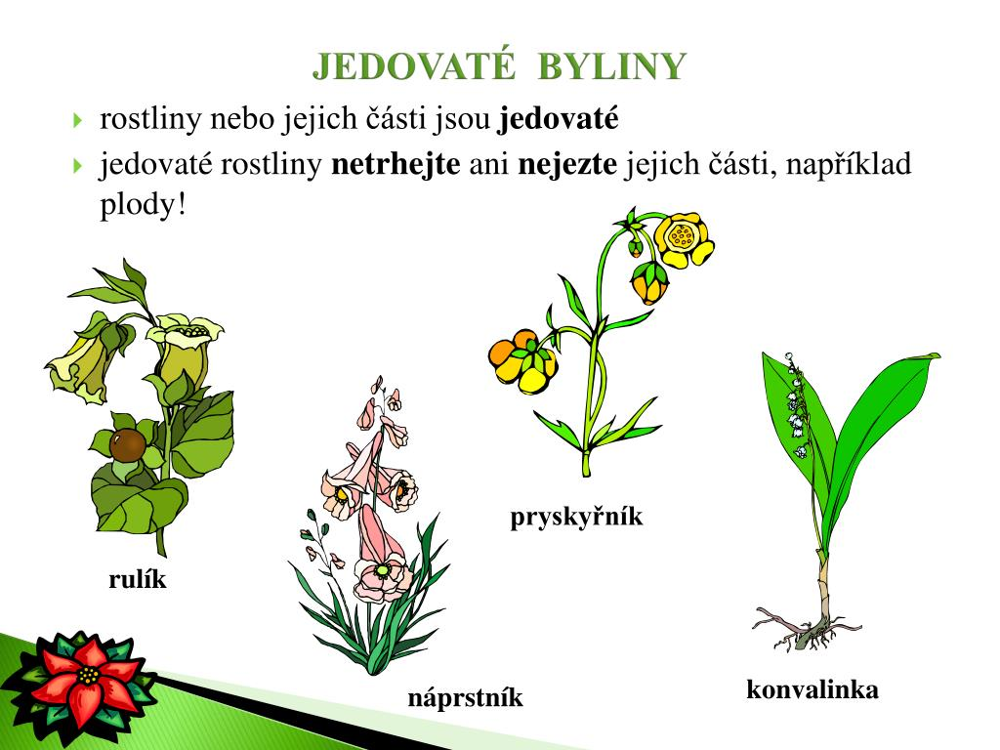 JEDOVATÉ BYLINY
rostliny nebo jejich části jsou jedovaté
jedovaté rostliny netrhejte ani nejezte jejich části, například
plody!
pryskyřník
rulík
konvalinka
náprstník